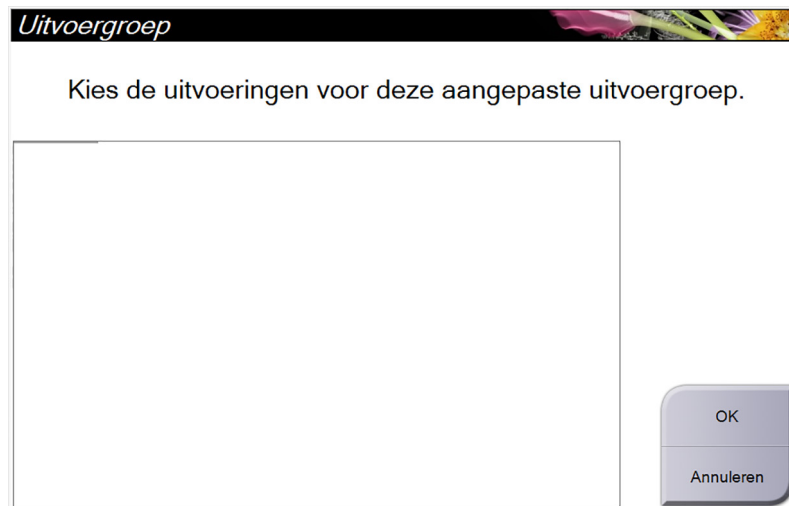 Uitvoergroep
Kies de uitvoeringen voor deze aangepaste uitvoergroep.
OK
Annuleren